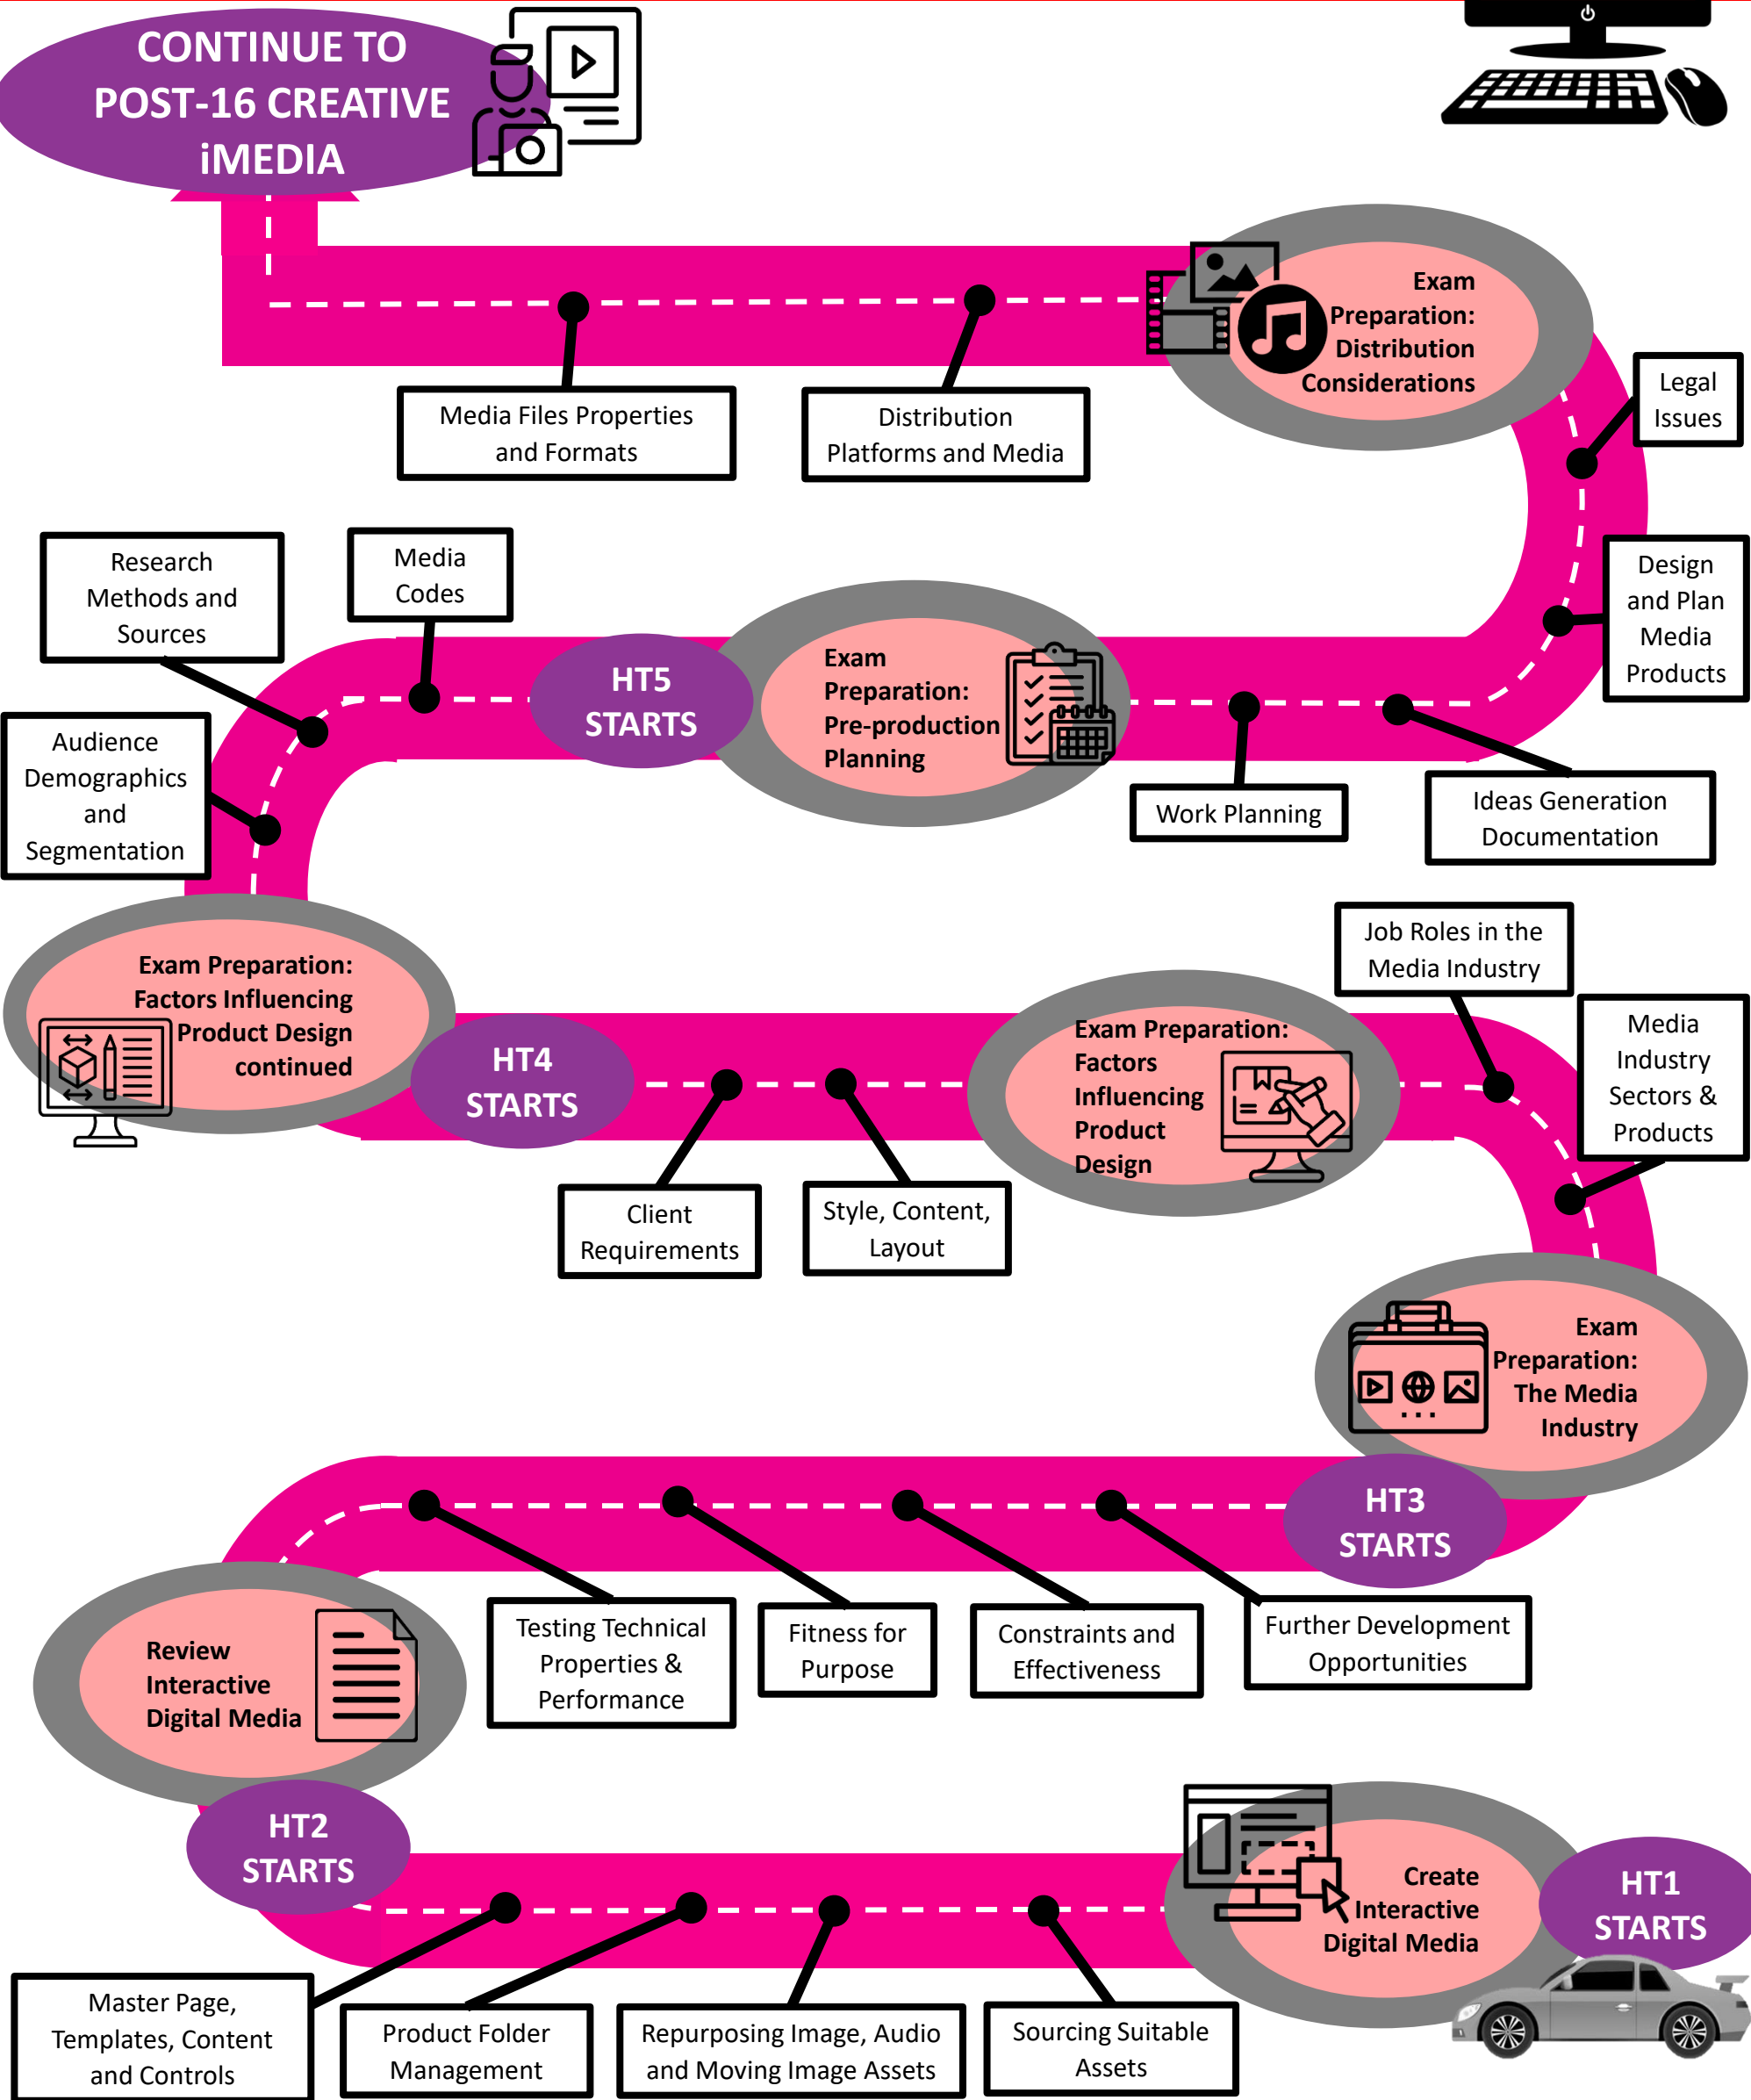 CONTINUE TO
POST-16 CREATIVE
iMEDIA
Exam
Preparation:
Distribution
Considerations
Legal
Issues
Media Files Properties
and Formats
Distribution
Platforms and Media
Research
Methods and
Sources
Media
Codes
Design
and Plan
Media
Products
HT5
STARTS
Exam
Preparation:
Pre-production
Planning
Audience
Demographics
and
Segmentation
Work Planning
Ideas Generation
Documentation
Job Roles in the
Media Industry
Exam Preparation:
Factors Influencing
Product Design
continued
HT4
STARTS
Exam Preparation:
Factors
Influencing
Product
Design
Media
Industry
Sectors &
Products
Client
Requirements
Style, Content,
Layout
Exam
Preparation:
The Media
Industry
HT3
STARTS
Testing Technical
Properties &
Performance
Fitness for
Purpose
Constraints and
Effectiveness
Further Development
Opportunities
Review
Interactive
Digital Media
HT2
STARTS
Create
Interactive
Digital Media
HT1
STARTS
Master Page,
Templates, Content
and Controls
Product Folder
Management
Repurposing Image, Audio
and Moving Image Assets
Sourcing Suitable
Assets